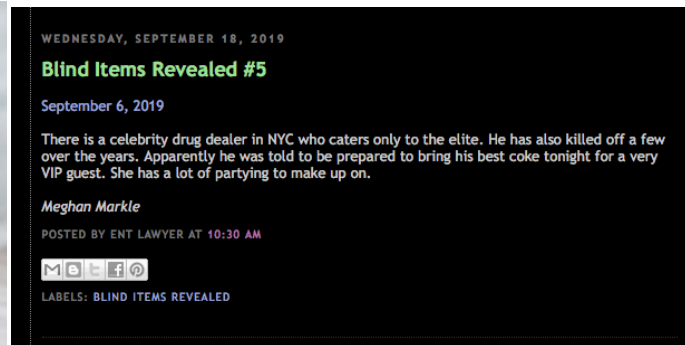 WEDNESDAY, SEPTEMBER 18, 2019
Blind Items Revealed #5
September 6, 2019
There is a celebrity drug dealer in NYC who caters only to the elite. He has also killed off a few
over the years. Apparently he was told to be prepared to bring his best coke tonight for a very
VIP guest. She has a lot of partying to make up on.
Meghan Markle
POSTED BY ENT LAWYER AT 10:30 AM
LABELS: BLIND ITEMS REVEALED